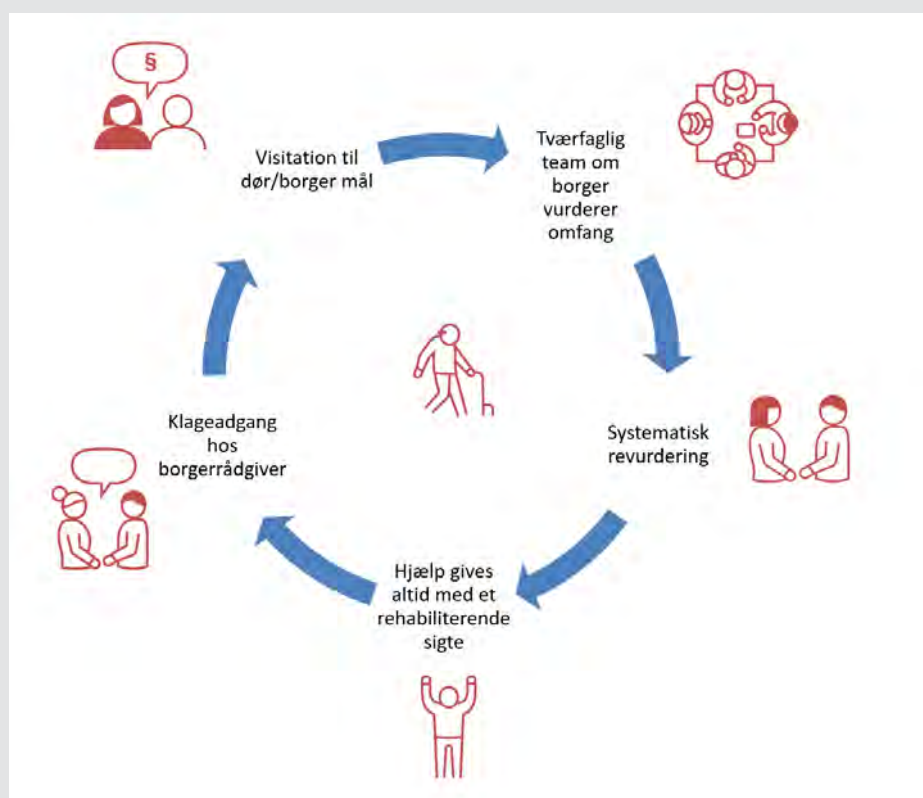 §
Visitation til
dør/borger mål
Tværfaglig
team om
borger
vurderer
omfang
Systematisk
revurdering
Hjælp gives
altid med et
rehabiliterende
sigte
Klageadgang
hos
borgerrådgiver